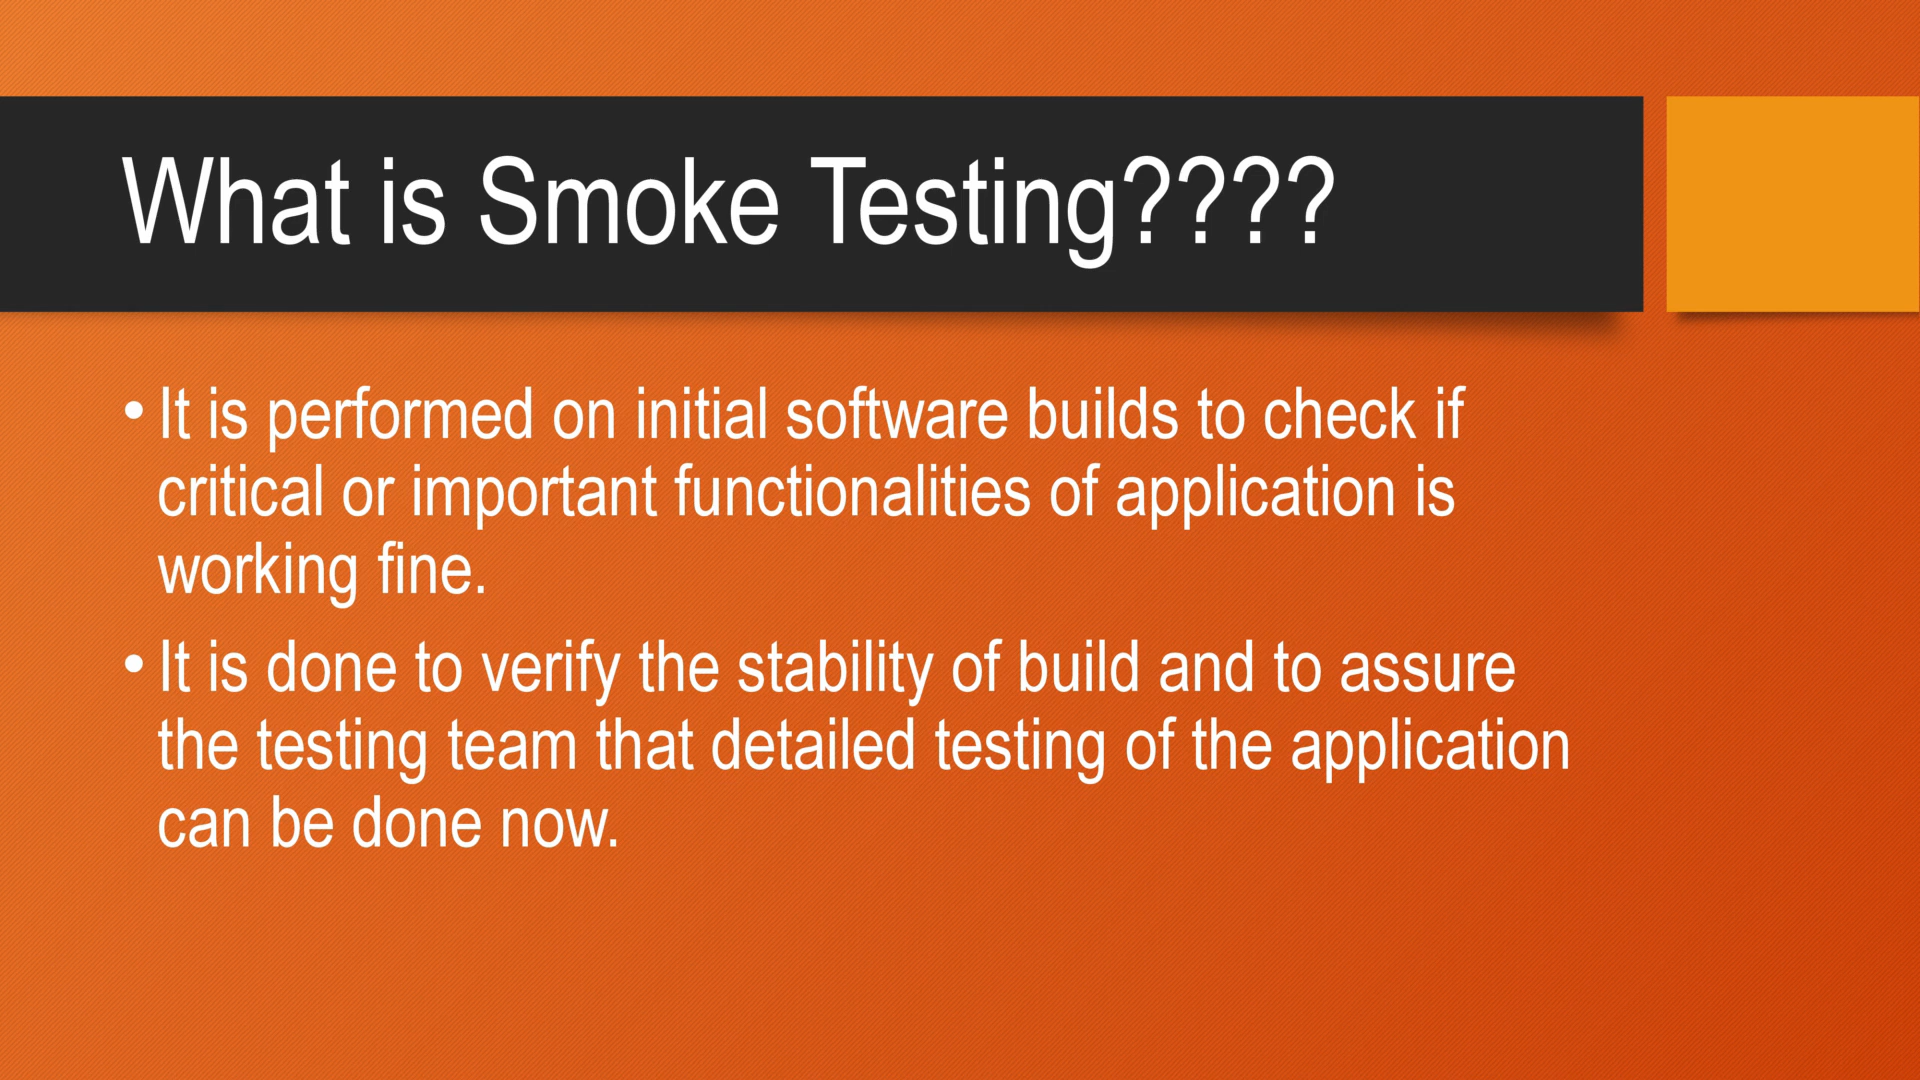 What is Smoke Testing????
• It is performed on initial software builds to check if
critical or important functionalities of application is
working fine.
• It is done to verify the stability of build and to assure
the testing team that detailed testing of the application
can be done now.